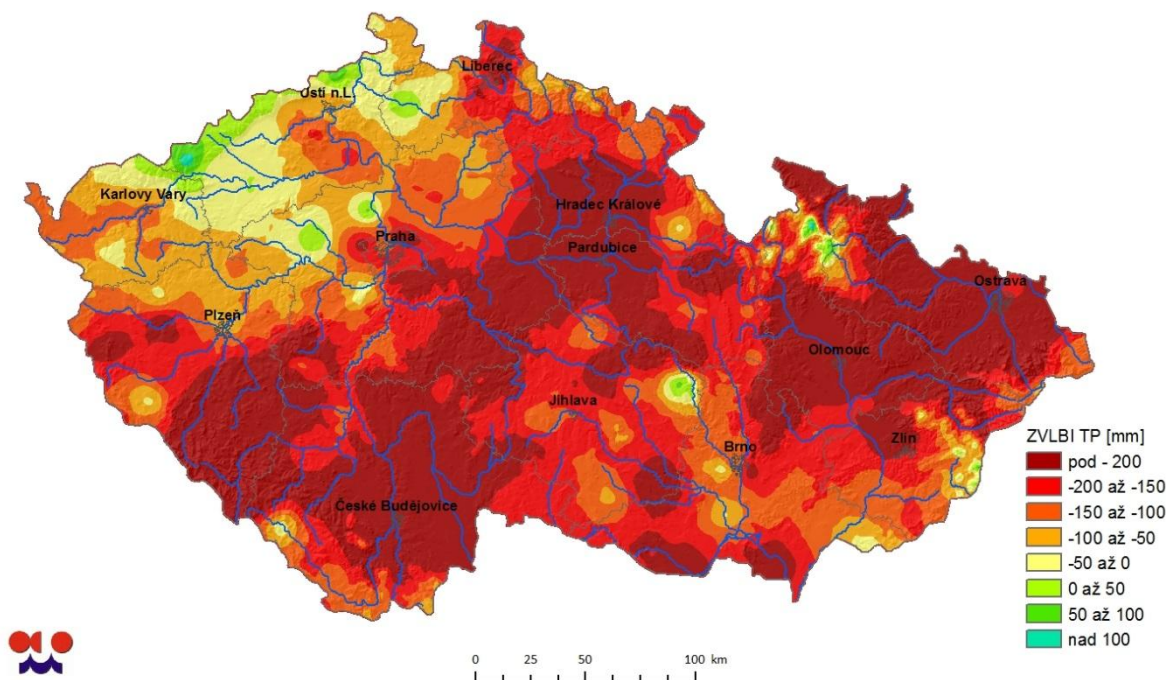 Liberec
Ústí n.L.
Karlovy Vary
Hradec Králové
Praha
Pardubice
Ostrava
Plzeň
Olomouc
Jihlava
Zlín
Brno
České Budějovice
ZVLBI TP [mm]
pod - 200
-200 až -150
-150 až -100
-100 až -50
-50 až 0
0 až 50
50 až 100
nad 100
0 25 50 100 km